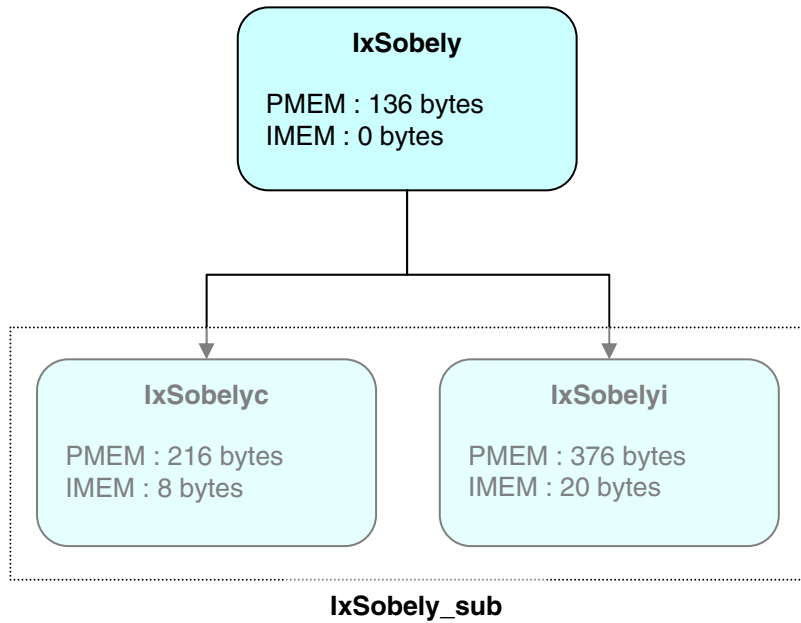 IxSobely
PMEM : 136 bytes
IMEM : 0 bytes
IxSobelyc
PMEM : 216 bytes
IMEM : 8 bytes
IxSobelyi
PMEM : 376 bytes
IMEM : 20 bytes
IxSobely_sub